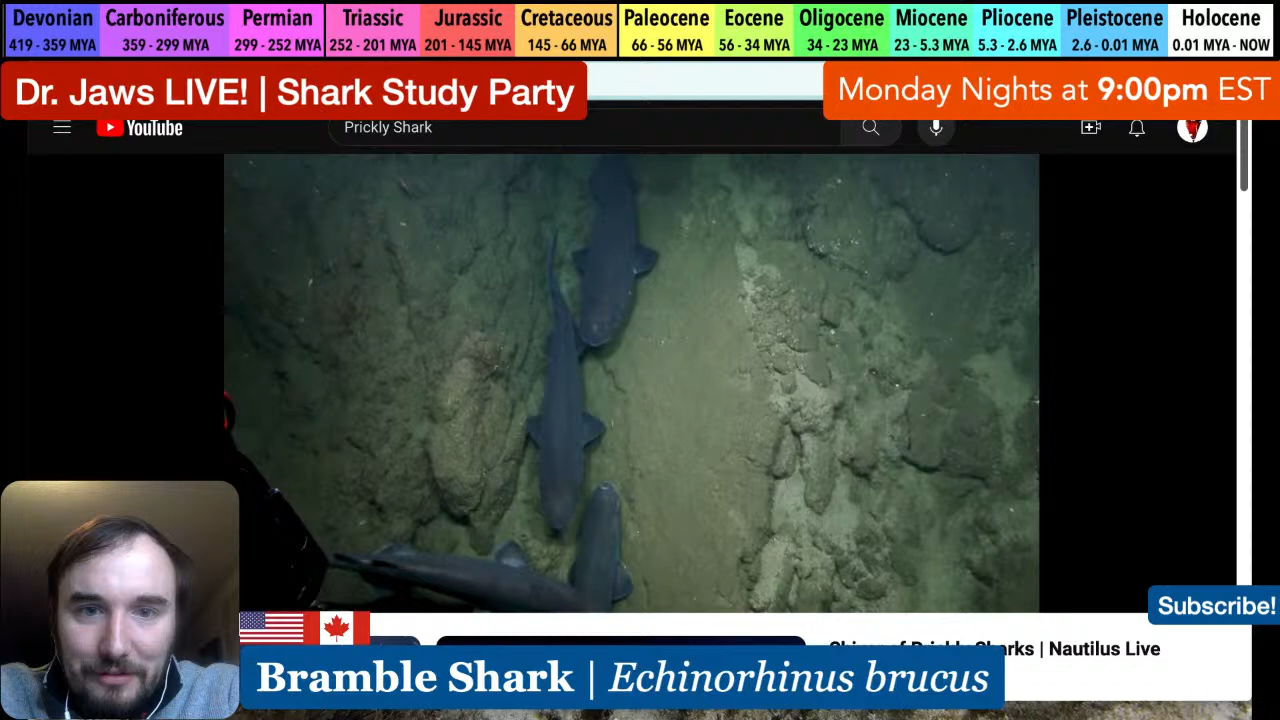 Devonian Carboniferous Permian Triassic Jurassic Cretaceous Paleocene Eocene Oligocene Miocene Pliocene Pleistocene Holocene
419 - 359 MYA 359 - 299 MYA 299 - 252 MYA 252 - 201 MYA 201 - 145 MYA 145 - 66 MYA 66 - 56 MYA 56 - 34 MYA 34 - 23 MYA 23 - 5.3 MYA 5.3 - 2.6 MYA 2.6 - 0.01 MYA 0.01 MYA - NOW
Dr. Jaws LIVE! | Shark Study Party
Monday Nights at 9:00pm EST
YouTube
Prickly Shark
Subscribe!
Sharks | Nautilus Live
Bramble Shark | Echinorhinus brucus